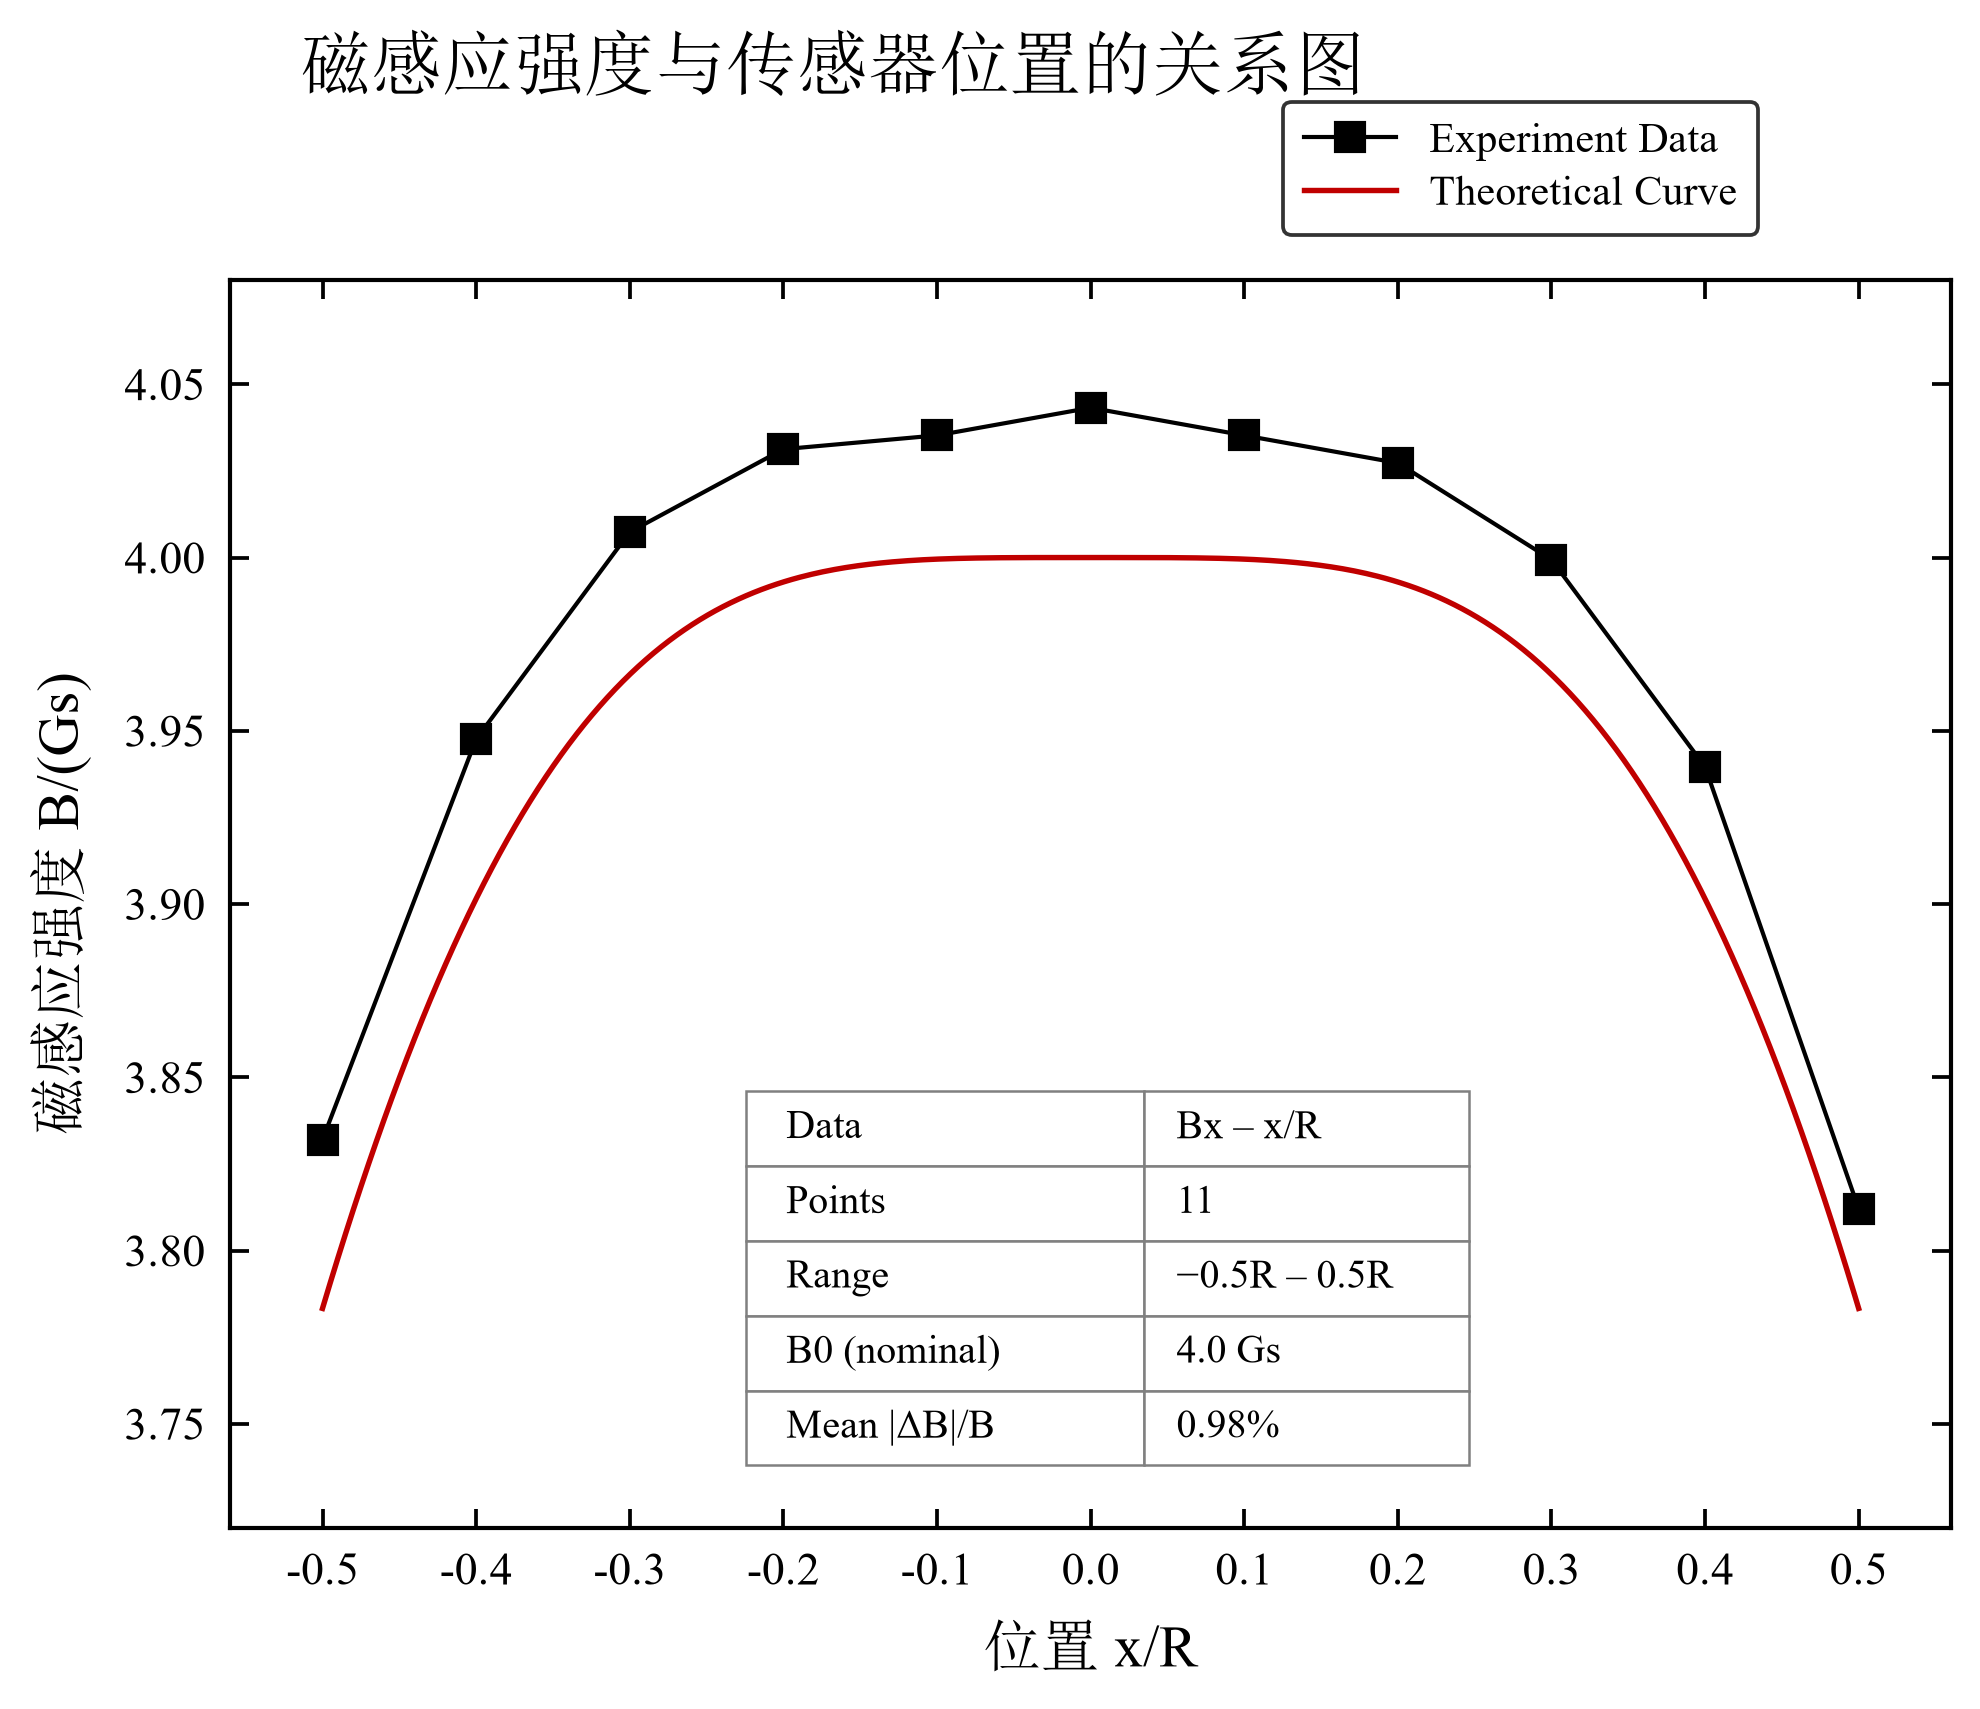 磁感应强度与传感器位置的关系图
Experiment Data
Theoretical Curve
磁感应强度 B/(Gs)
4.05
4.00
3.95
3.90
3.85
3.80
3.75
Data Bx – x/R
Points 11
Range −0.5R – 0.5R
B0 (nominal) 4.0 Gs
Mean |ΔB|/B 0.98%
-0.5 -0.4 -0.3 -0.2 -0.1 0.0 0.1 0.2 0.3 0.4 0.5
位置 x/R